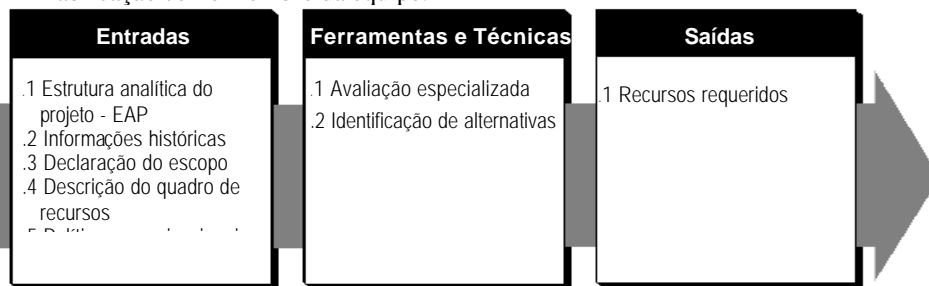 Entradas
.1 Estrutura analítica do
projeto - EAP
.2 Informações históricas
.3 Declaração do escopo
.4 Descrição do quadro de
recursos
Ferramentas e Técnicas
.1 Avaliação especializada
.2 Identificação de alternativas
Saídas
.1 Recursos requeridos